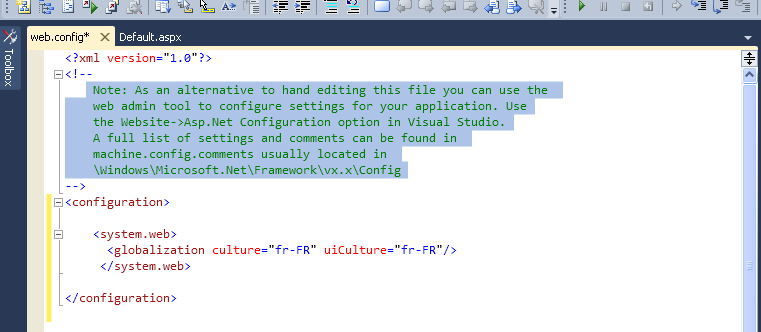 web.config*
Default.aspx
Toolbox
<?xml version="1.0"?>
<!--
Note: As an alternative to hand editing this file you can use the
web admin tool to configure settings for your application. Use
the Website->Asp.Net Configuration option in Visual Studio.
A full list of settings and comments can be found in
machine.config.comments usually located in
\Windows\Microsoft.Net\Framework\vx.x\Config
-->
<configuration>
<system.web>
<globalization culture="fr-FR" uiCulture="fr-FR"/>
</system.web>
</configuration>